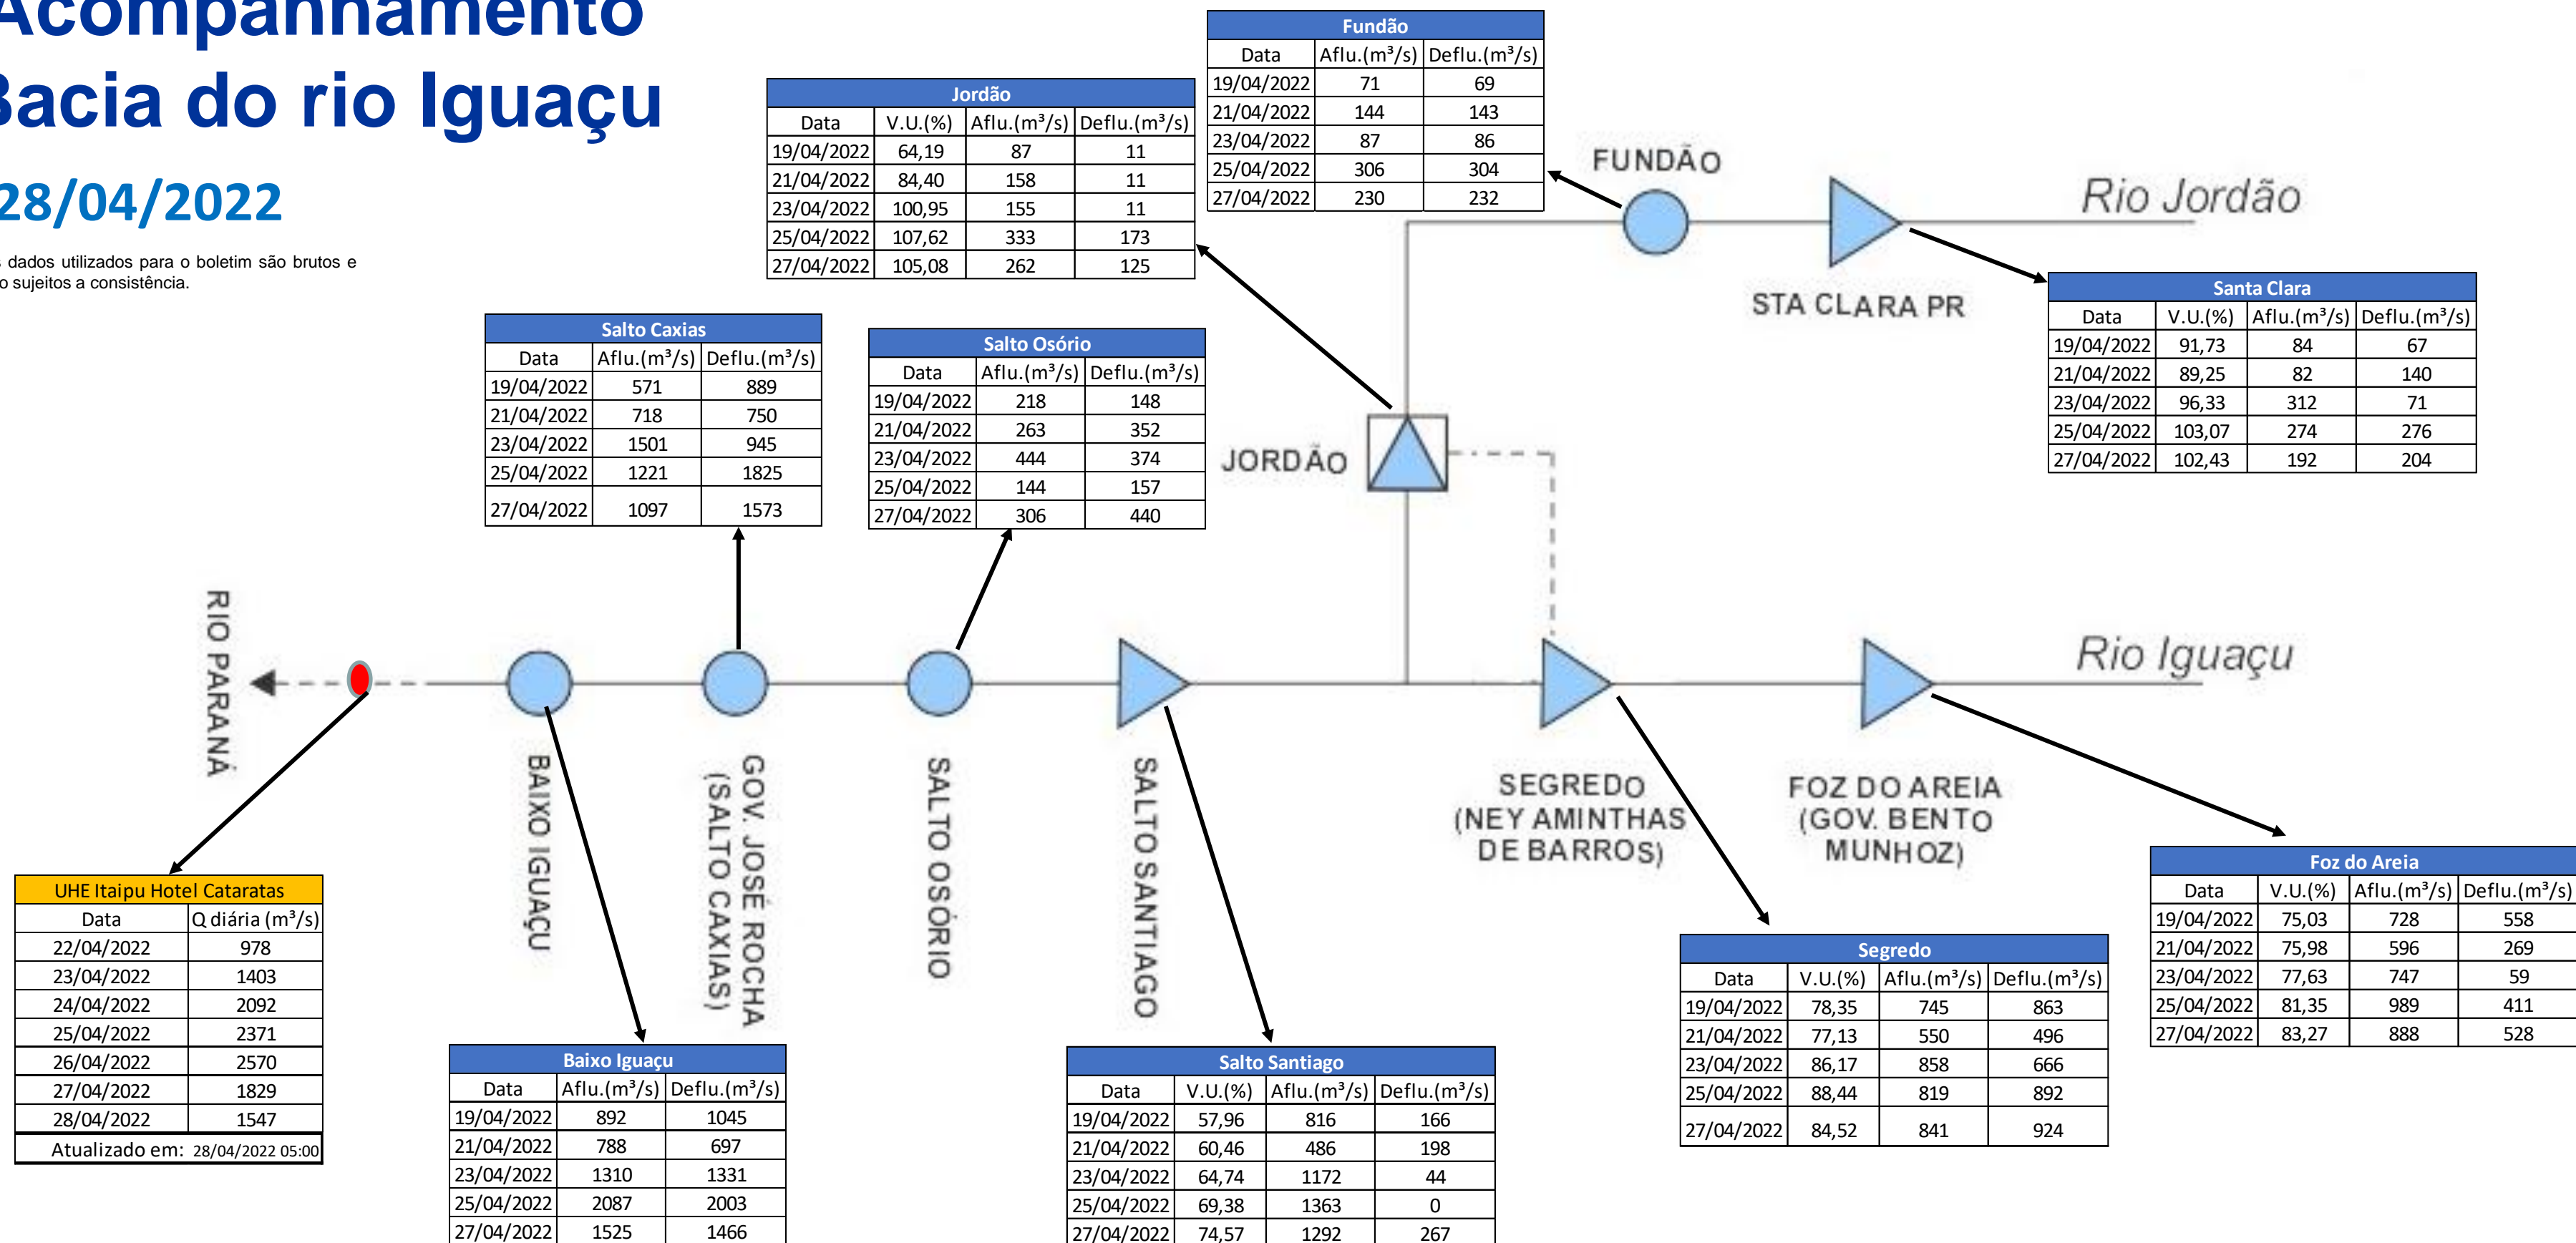 Acompanhamento
Bacia do rio Iguaçu
28/04/2022
s dados utilizados para o boletim são brutos e
o sujeitos a consistência.
Fundão
Data Aflu.(m³/s) Deflu.(m³/s)
19/04/2022 71 69
21/04/2022 144 143
23/04/2022 87 86
25/04/2022 306 304
27/04/2022 230 232
Jordão
Data V.U.(%) Aflu.(m³/s) Deflu.(m³/s)
19/04/2022 64,19 87 11
21/04/2022 84,40 158 11
23/04/2022 100,95 155 11
25/04/2022 107,62 333 173
27/04/2022 105,08 262 125
FUNDÃO
Rio Jordão
STA CLARA PR
Santa Clara
Data V.U.(%) Aflu.(m³/s) Deflu.(m³/s)
19/04/2022 91,73 84 67
21/04/2022 89,25 82 140
23/04/2022 96,33 312 71
25/04/2022 103,07 274 276
27/04/2022 102,43 192 204
Salto Caxias
Data Aflu.(m³/s) Deflu.(m³/s)
19/04/2022 571 889
21/04/2022 718 750
23/04/2022 1501 945
25/04/2022 1221 1825
27/04/2022 1097 1573
Salto Osório
Data Aflu.(m³/s) Deflu.(m³/s)
19/04/2022 218 148
21/04/2022 263 352
23/04/2022 444 374
25/04/2022 144 157
27/04/2022 306 440
JORDÃO
RIO PARANÁ
Rio Iguaçu
BAIXO IGUAÇU
GOV. JOSÉ ROCHA
(SALTO CAXIAS)
SALTO OSÓRIO
SALTO SANTIAGO
SEGREDO
(NEY AMINTHAS
DE BARROS)
FOZ DO AREIA
(GOV. BENTO
MUNHOZ)
UHE Itaipu Hotel Cataratas
Data Q diária (m³/s)
22/04/2022 978
23/04/2022 1403
24/04/2022 2092
25/04/2022 2371
26/04/2022 2570
27/04/2022 1829
28/04/2022 1547
Atualizado em: 28/04/2022 05:00
Baixo Iguaçu
Data Aflu.(m³/s) Deflu.(m³/s)
19/04/2022 892 1045
21/04/2022 788 697
23/04/2022 1310 1331
25/04/2022 2087 2003
27/04/2022 1525 1466
Salto Santiago
Data V.U.(%) Aflu.(m³/s) Deflu.(m³/s)
19/04/2022 57,96 816 166
21/04/2022 60,46 486 198
23/04/2022 64,74 1172 44
25/04/2022 69,38 1363 0
27/04/2022 74,57 1292 267
Segredo
Data V.U.(%) Aflu.(m³/s) Deflu.(m³/s)
19/04/2022 78,35 745 863
21/04/2022 77,13 550 496
23/04/2022 86,17 858 666
25/04/2022 88,44 819 892
27/04/2022 84,52 841 924
Foz do Areia
Data V.U.(%) Aflu.(m³/s) Deflu.(m³/s)
19/04/2022 75,03 728 558
21/04/2022 75,98 596 269
23/04/2022 77,63 747 59
25/04/2022 81,35 989 411
27/04/2022 83,27 888 528